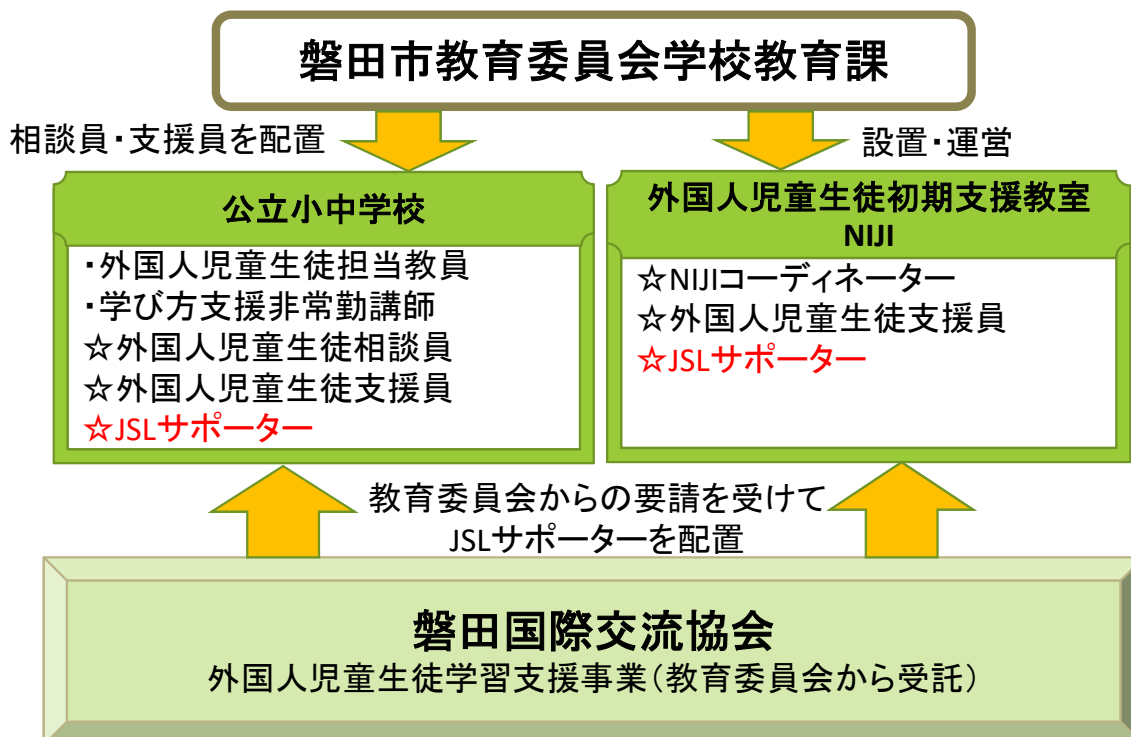 磐田市教育委員会学校教育課
相談員・支援員を配置
設置・運営
公立小中学校
・外国人児童生徒担当教員
・学び方支援非常勤講師
☆外国人児童生徒相談員
☆外国人児童生徒支援員
☆JSLサポーター
外国人児童生徒初期支援教室
NIJI
☆NIJIコーディネーター
☆外国人児童生徒支援員
☆JSLサポーター
教育委員会からの要請を受けて
JSLサポーターを配置
磐田国際交流協会
外国人児童生徒学習支援事業（教育委員会から受託）